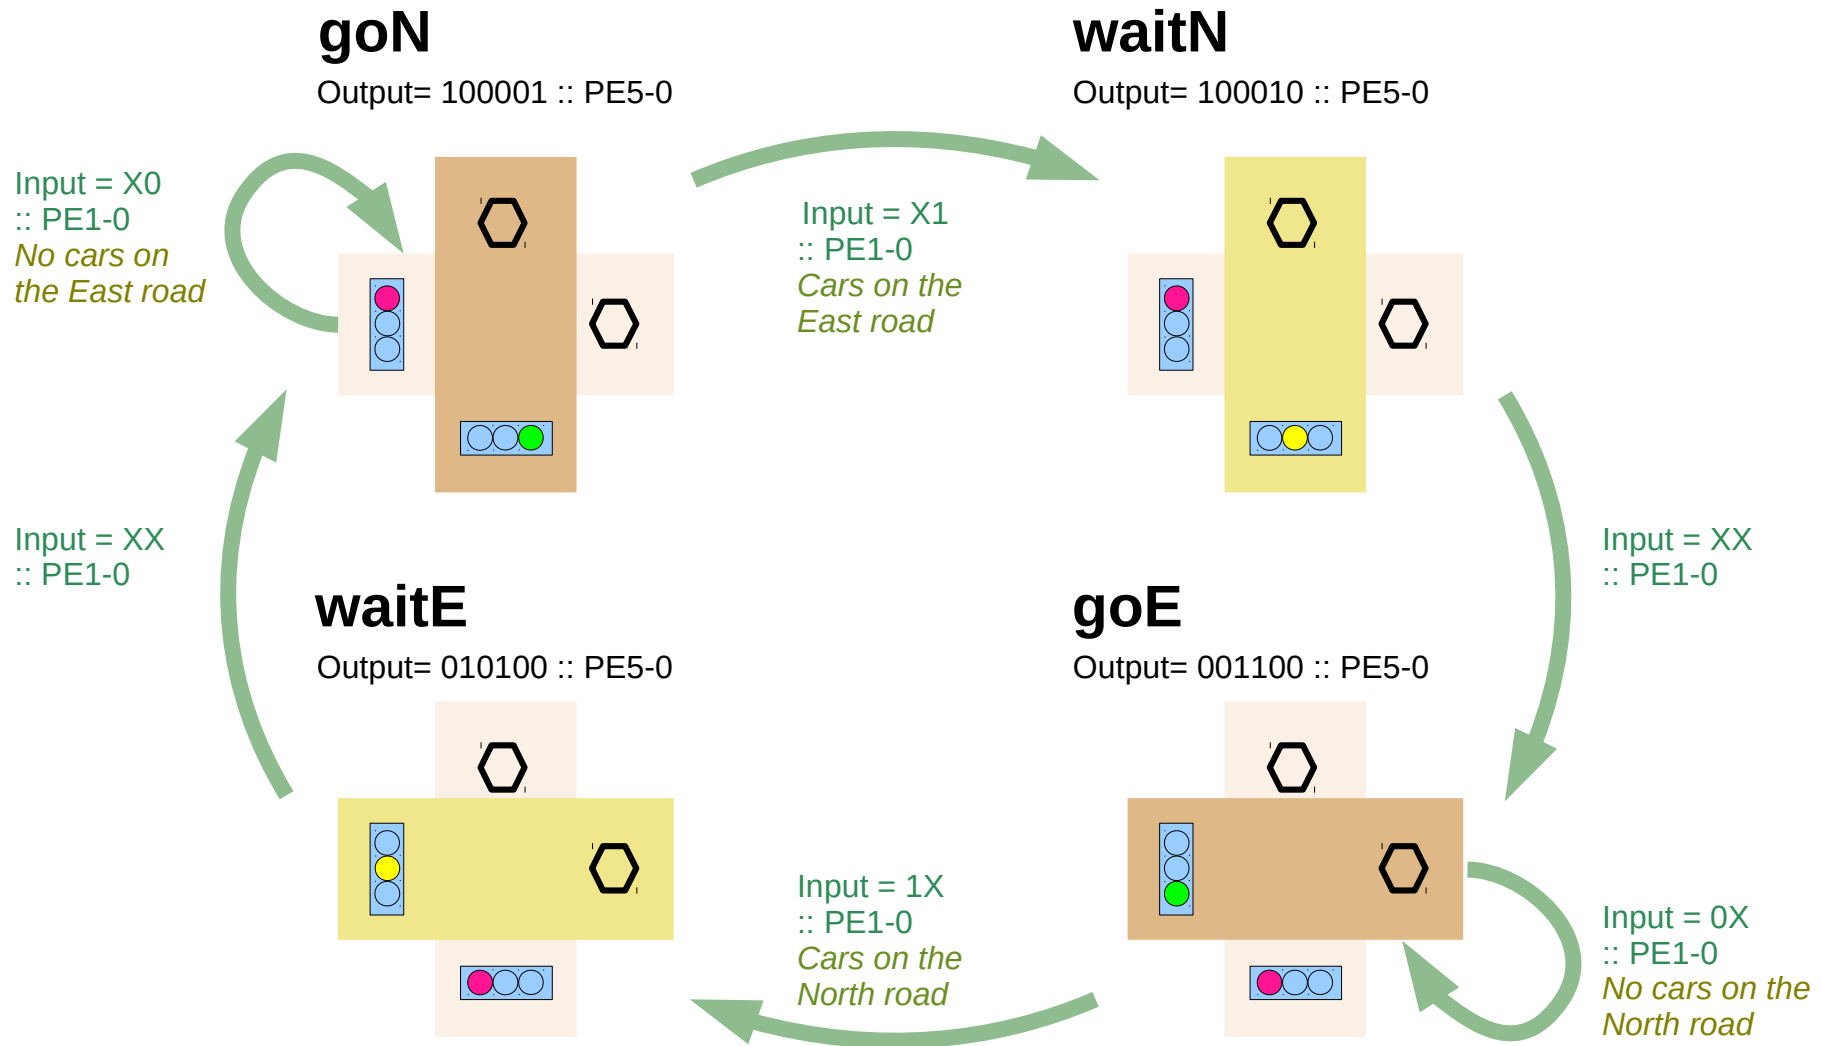 goN
Output= 100001 :: PE5-0
waitN
Output= 100010 :: PE5-0
Input = X0
:: PE1-0
No cars on
the East road
Input = X1
:: PE1-0
Cars on the
East road
Input = XX
:: PE1-0
Input = XX
:: PE1-0
waitE
Output= 010100 :: PE5-0
goE
Output= 001100 :: PE5-0
Input = 1X
:: PE1-0
Cars on the
North road
Input = 0X
:: PE1-0
No cars on the
North road